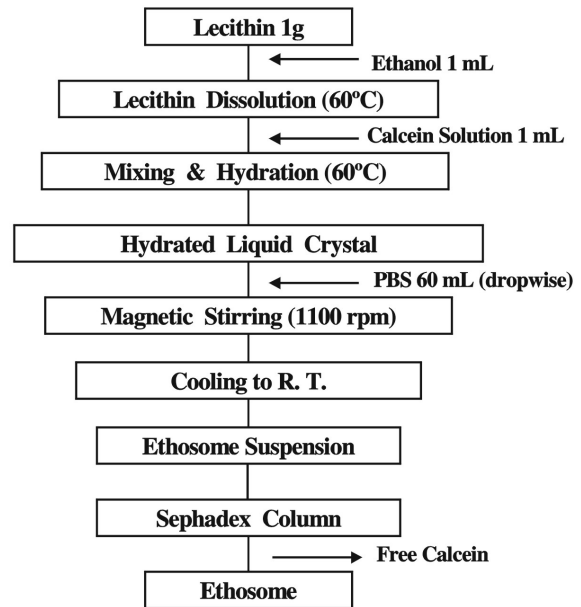 Lecithin 1g
Ethanol 1 mL
Lecithin Dissolution (60ºC)
Calcein Solution 1 mL
Mixing & Hydration (60ºC)
Hydrated Liquid Crystal
PBS 60 mL (dropwise)
Magnetic Stirring (1100 rpm)
Cooling to R. T.
Ethosome Suspension
Sephadex Column
Free Calcein
Ethosome